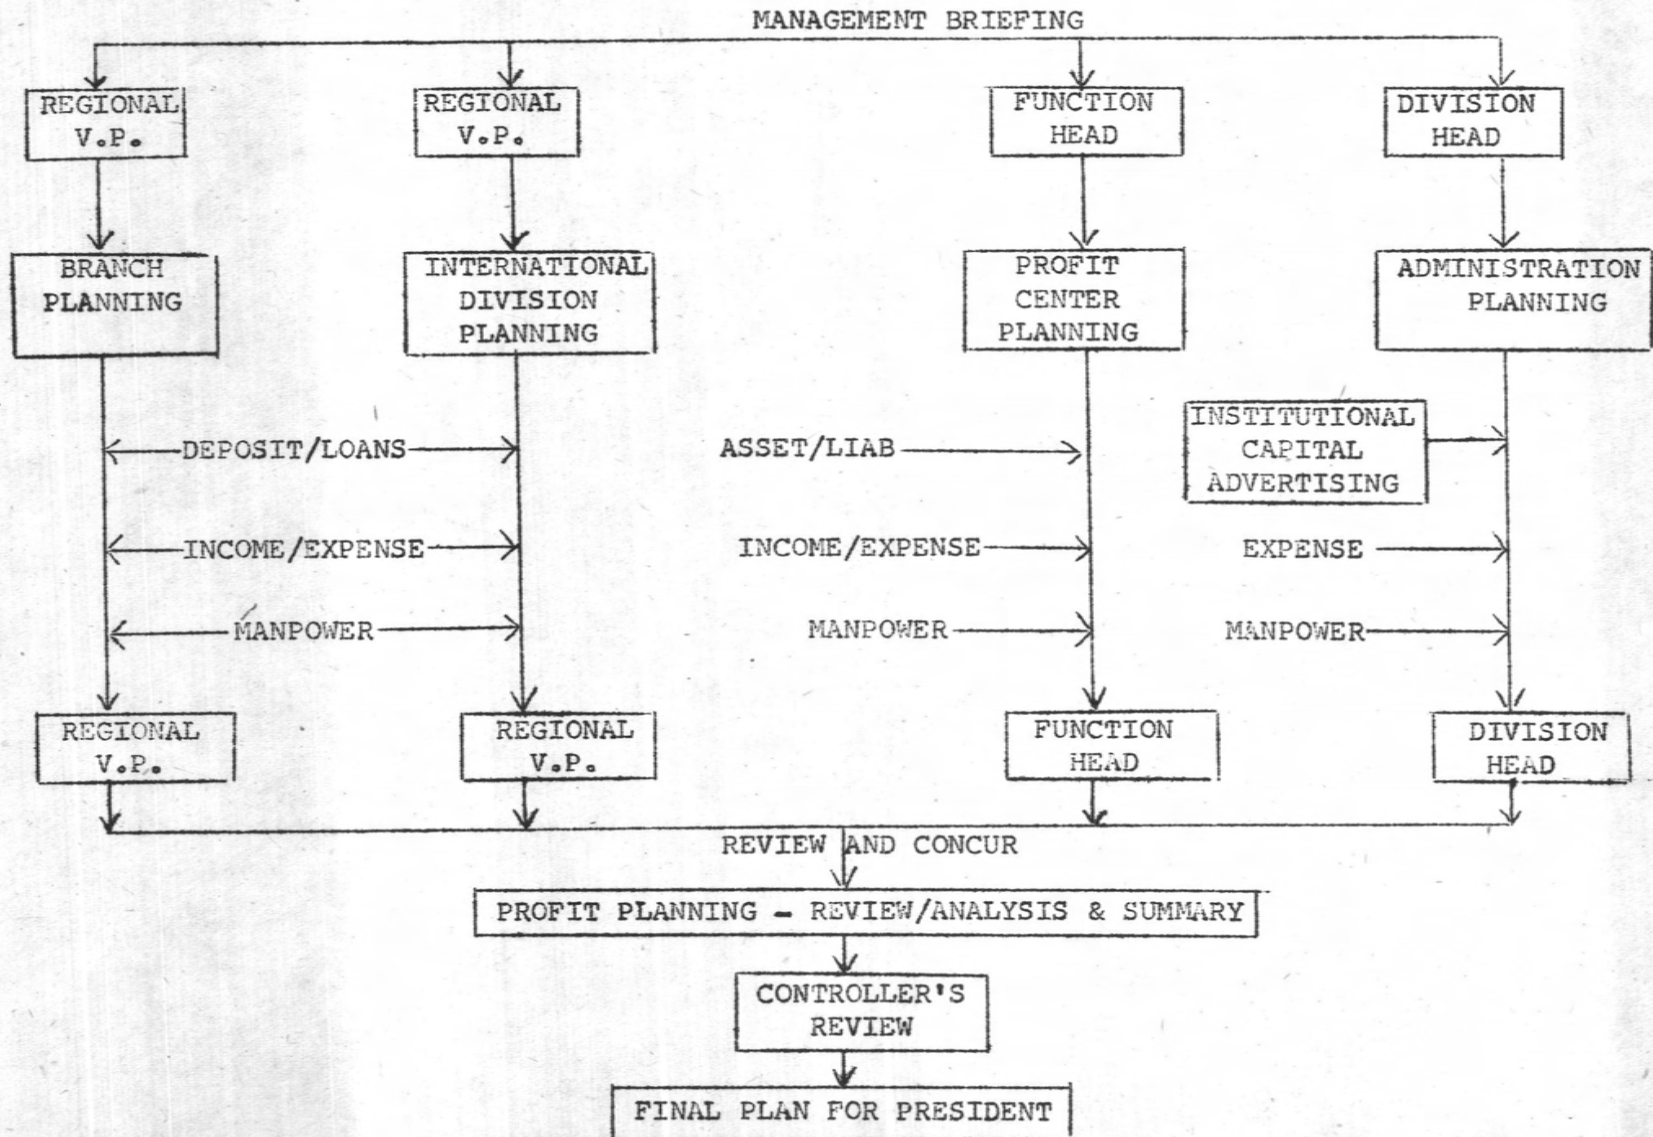 MANAGEMENT BRIEFING
REGIONAL
V.P.
REGIONAL
V.P.
FUNCTION
HEAD
DIVISION
HEAD
BRANCH
PLANNING
INTERNATIONAL
DIVISION
PLANNING
PROFIT
CENTER
PLANNING
ADMINISTRATION
PLANNING
DEPOSIT/LOANS
ASSET/LIAB
INSTITUTIONAL
CAPITAL
ADVERTISING
INCOME/EXPENSE
INCOME/EXPENSE
EXPENSE
MANPOWER
MANPOWER
MANPOWER
REGIONAL
V.P.
REGIONAL
V.P.
FUNCTION
HEAD
DIVISION
HEAD
REVIEW AND CONCUR
PROFIT PLANNING - REVIEW/ANALYSIS & SUMMARY
CONTROLLER'S
REVIEW
FINAL PLAN FOR PRESIDENT